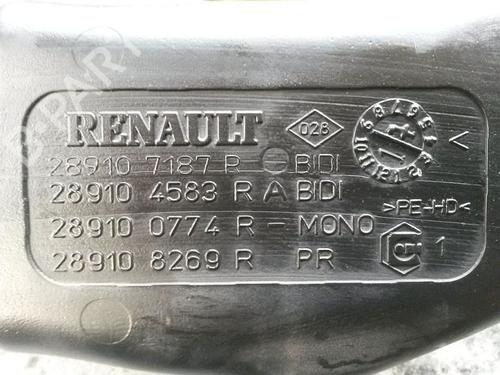 RENAULT 028
28910 7187 R BIDI
28910 4583 R A BIDI
28910 0774 R - MONO
28910 8269 R PR
>PE-HD<
1